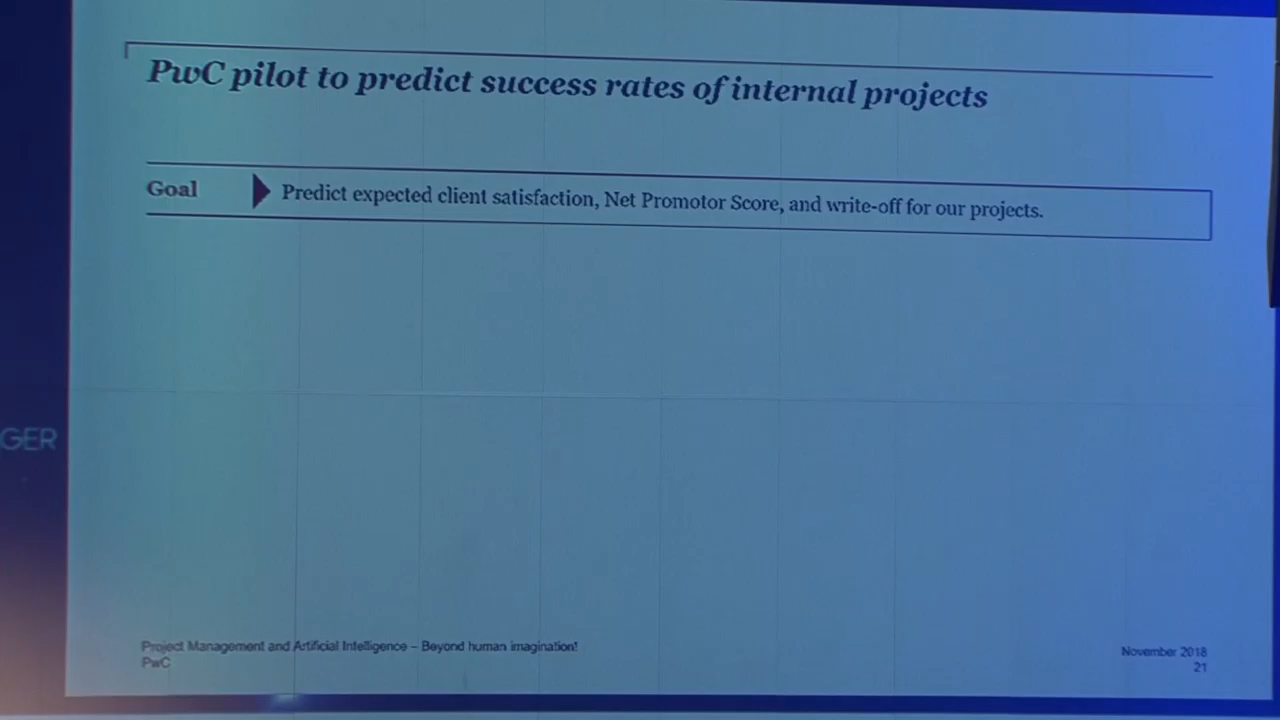 PwC pilot to predict success rates of internal projects
Goal
Predict expected client satisfaction, Net Promotor Score, and write-off for our projects.
GER
Project Management and Artificial Intelligence – Beyond human imagination!
PwC
November 2018
21